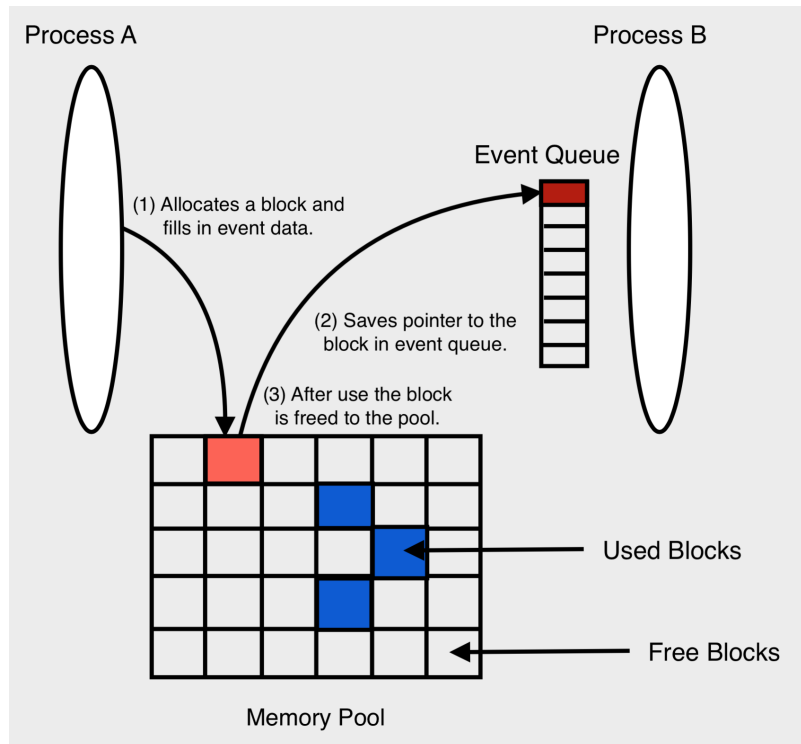 Process A
Process B
Event Queue
(1) Allocates a block and
fills in event data.
(2) Saves pointer to the
block in event queue.
(3) After use the block
is freed to the pool.
Used Blocks
Free Blocks
Memory Pool